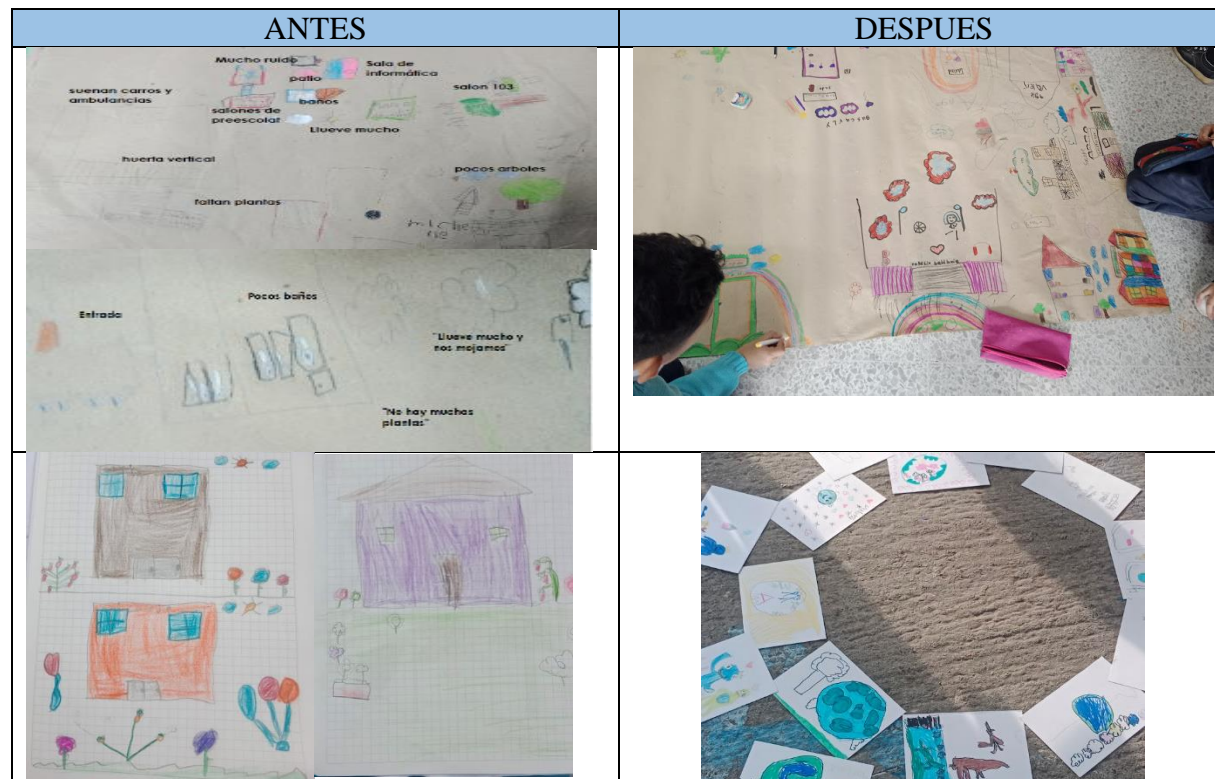 ANTES
DESPUES
Mucho ruido
Sala de
informática
patio
suenan carros y
ambulancias
salon 103
baños
salones de
preescolar
Llueve mucho
huerta vertical
pocos arboles
faltan plantas
Pocos baños
Entrada
"Llueve mucho y
nos mojamos"
"No hay muchas
plantas"